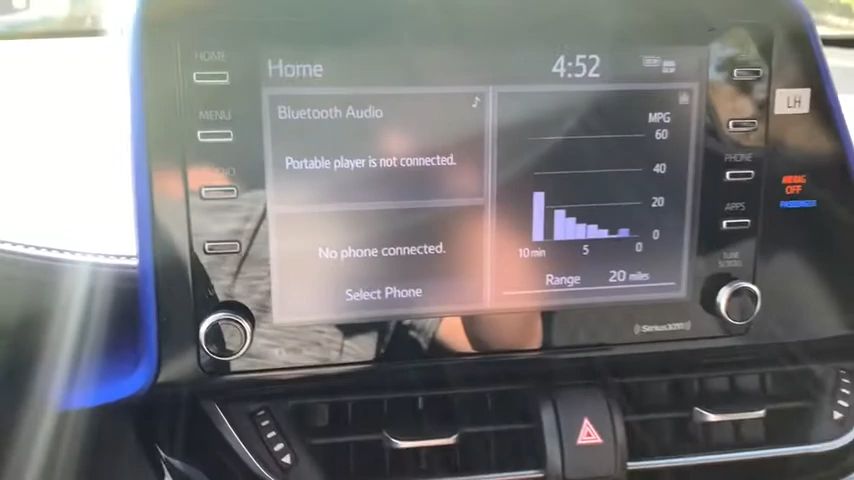 HOME
Home
4:52
MENU
Bluetooth Audio
MPG
60
LH
Portable player is not connected.
40
PHONE
AIRBAG
OFF
PASSENGER
20
APPS
No phone connected.
10 min
5
0
0
TUNE
SCROLL
Select Phone
Range
20 miles
SiriusXM